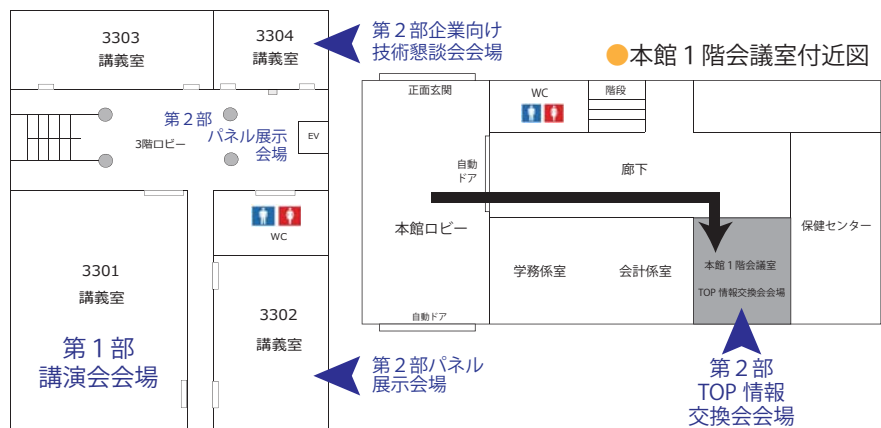 3303
講義室
3304
講義室
第２部企業向け
技術懇談会会場
第２部
パネル展示
会場
3階ロビー
EV
WC
3301
講義室
第１部
講演会会場
3302
講義室
第２部パネル
展示会場
●本館１階会議室付近図
正面玄関
WC
階段
自動
ドア
廊下
本館ロビー
保健センター
学務係室
会計係室
本館１階会議室
TOP 情報交換会会場
自動ドア
第２部
TOP 情報
交換会会場